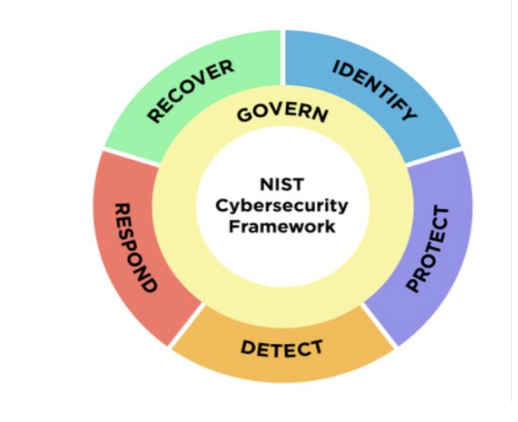 RECOVER
IDENTIFY
GOVERN
NIST
Cybersecurity
Framework
RESPOND
PROTECT
DETECT